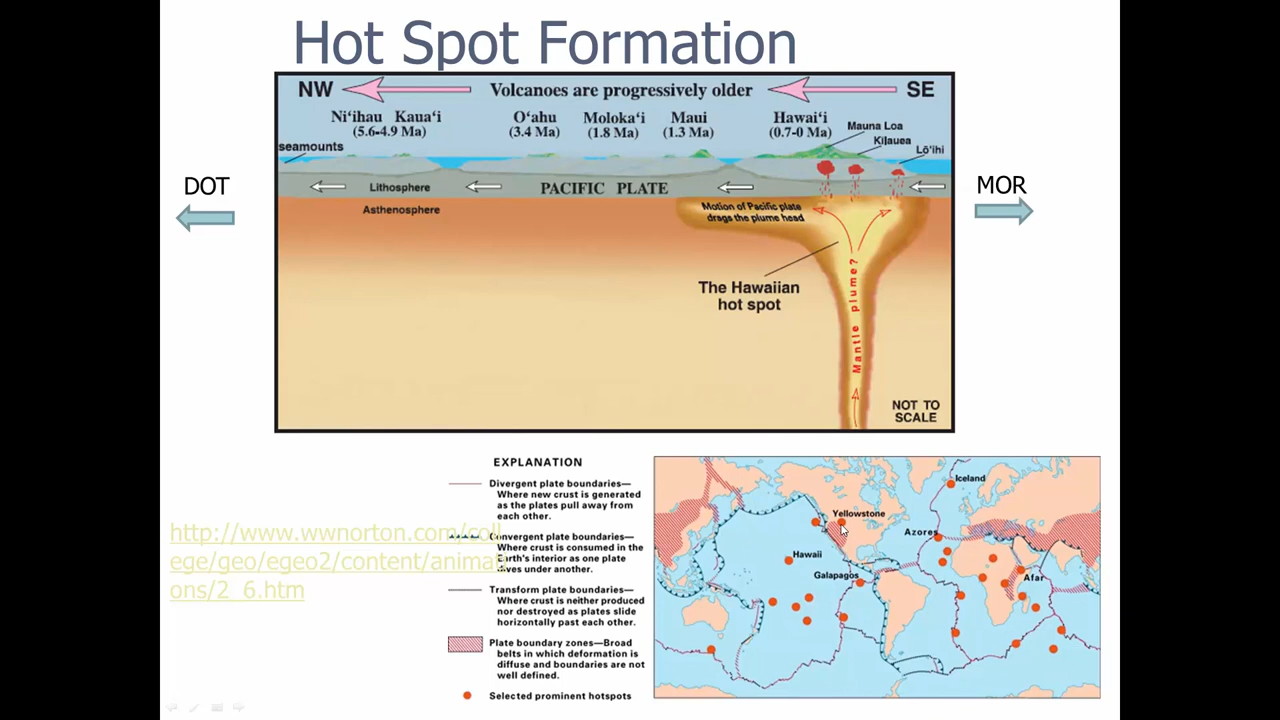 Hot Spot Formation
NW
Volcanoes are progressively older
SE
Ni'ihau Kaua'i
(5.6-4.9 Ma)
O'ahu
(3.4 Ma)
Moloka'i
(1.8 Ma)
Maui
(1.3 Ma)
Hawai'i
(0.7-0 Ma)
Mauna Loa
Kilauea
Lō'ihi
seamounts
DOT
MOR
Lithosphere
PACIFIC PLATE
Asthenosphere
Motion of Pacific plate
drags the plume head
The Hawaiian
hot spot
Mantle plume?
NOT TO
SCALE
http://www.wwnorton.com/coll
ege/geo/egeo2/content/animati
ons/2_6.htm
EXPLANATION
Divergent plate boundaries—
Where new crust is generated
as the plates pull away from
each other.
Convergent plate boundaries—
Where crust is consumed in the
Earth's interior as one plate
dives under another.
Transform plate boundaries—
Where crust is neither produced
nor destroyed as plates slide
horizontally past each other.
Plate boundary zones—Broad
belts in which deformation is
diffuse and boundaries are not
well defined.
Selected prominent hotspots
Iceland
Yellowstone
Azores
Hawaii
Galapagos
Afar